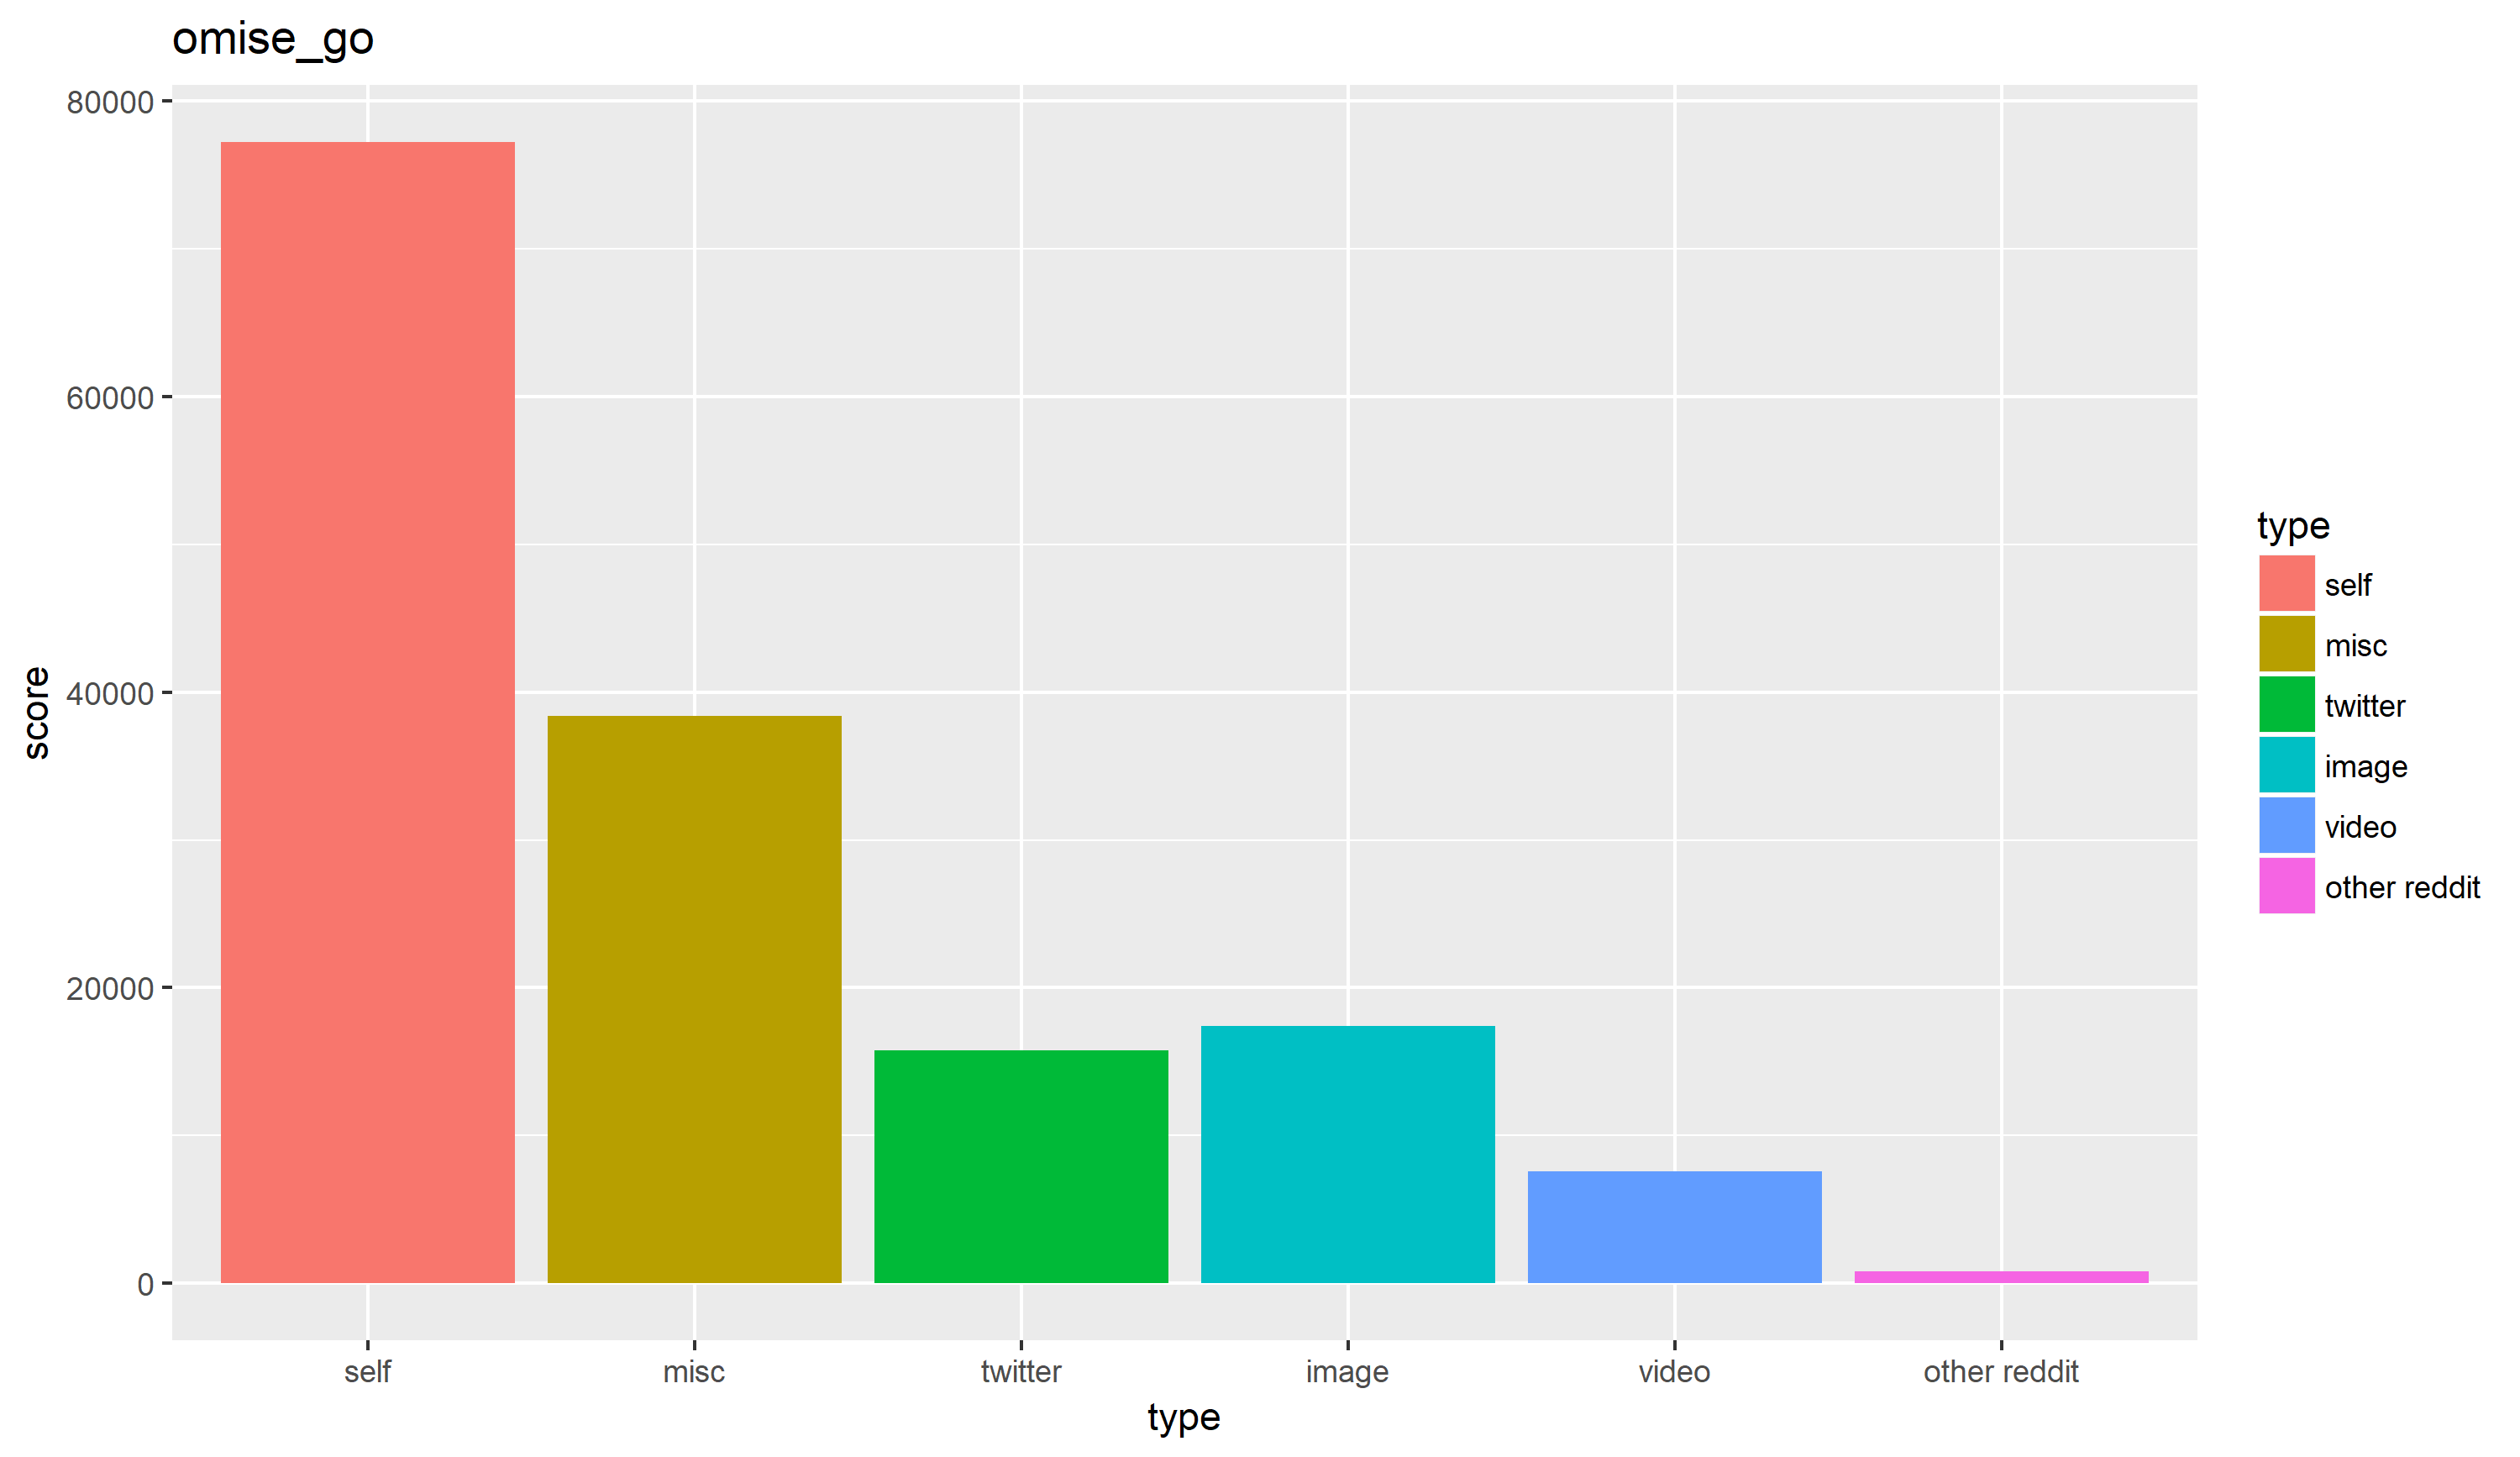 omise_go
80000
60000
40000
20000
0
score
self
misc
twitter
image
video
other reddit
type
type
self
misc
twitter
image
video
other reddit